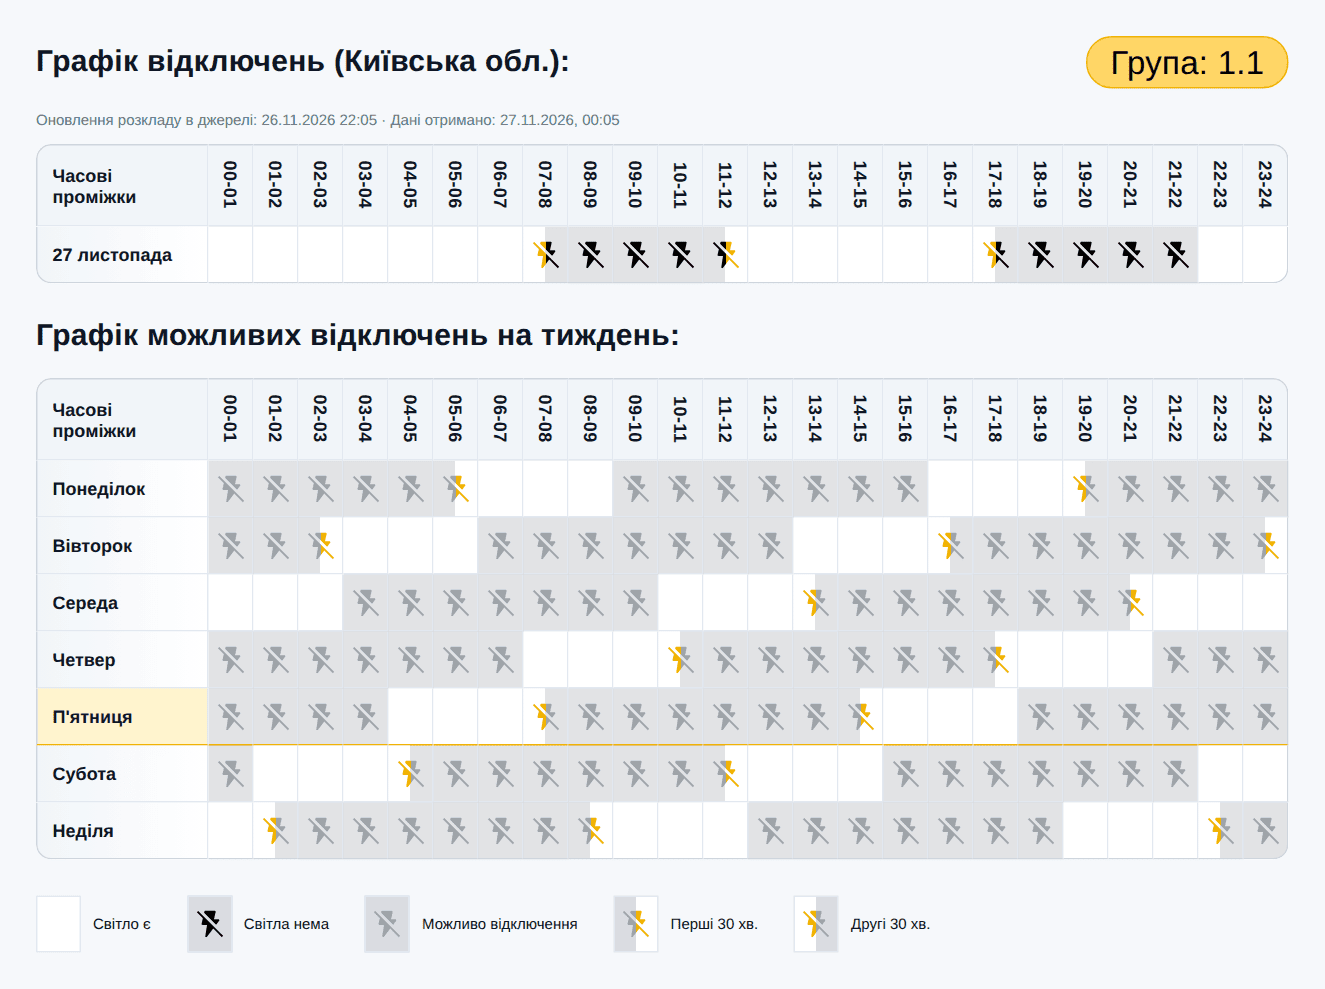 Графік відключень (Київська обл.):
Група: 1.1
Оновлення розкладу в джерелі: 26.11.2026 22:05 · Дані отримано: 27.11.2026, 00:05
Часові проміжки 00-01 01-02 02-03 03-04 04-05 05-06 06-07 07-08 08-09 09-10 10-11 11-12 12-13 13-14 14-15 15-16 16-17 17-18 18-19 19-20 20-21 21-22 22-23 23-24
27 листопада
Графік можливих відключень на тиждень:
Часові проміжки 00-01 01-02 02-03 03-04 04-05 05-06 06-07 07-08 08-09 09-10 10-11 11-12 12-13 13-14 14-15 15-16 16-17 17-18 18-19 19-20 20-21 21-22 22-23 23-24
Понеділок
Вівторок
Середа
Четвер
П'ятниця
Субота
Неділя
Світло є Світла нема Можливо відключення Перші 30 хв. Другі 30 хв.